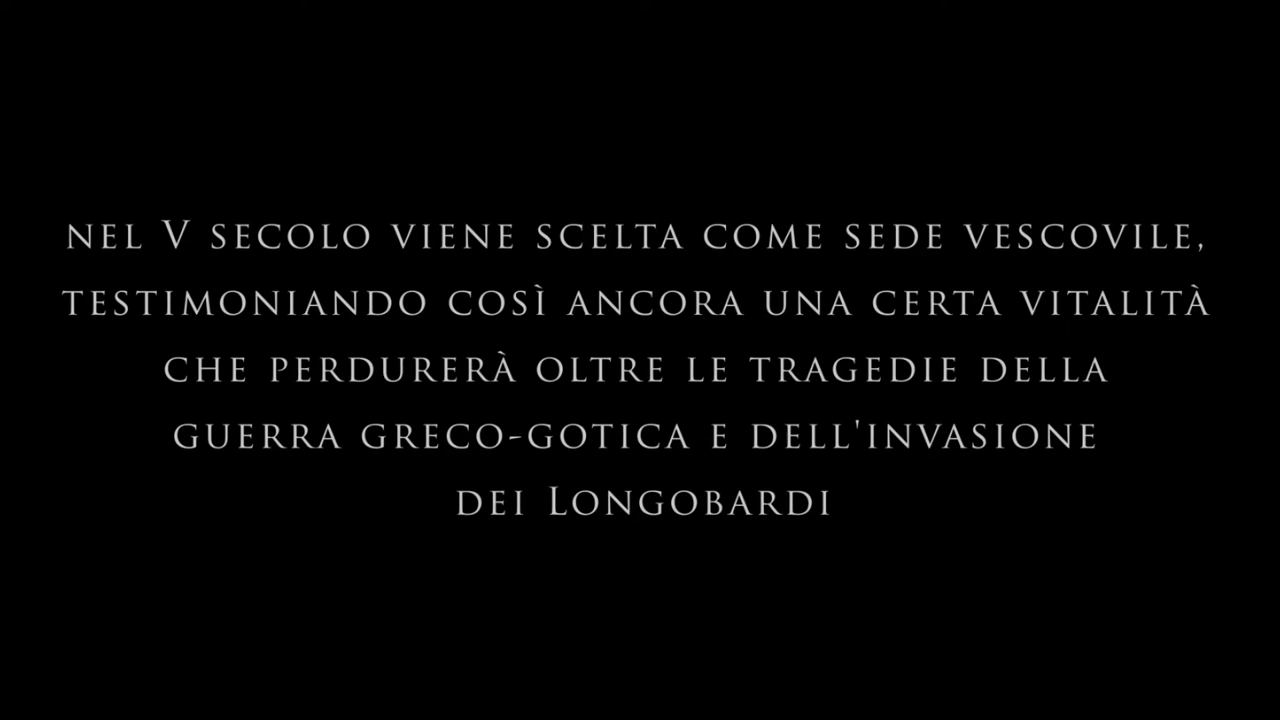 nel V secolo viene scelta come sede vescovile,
testimoniando così ancora una certa vitalità
che perdurerà oltre le tragedie della
guerra greco-gotica e dell'invasione
dei Longobardi